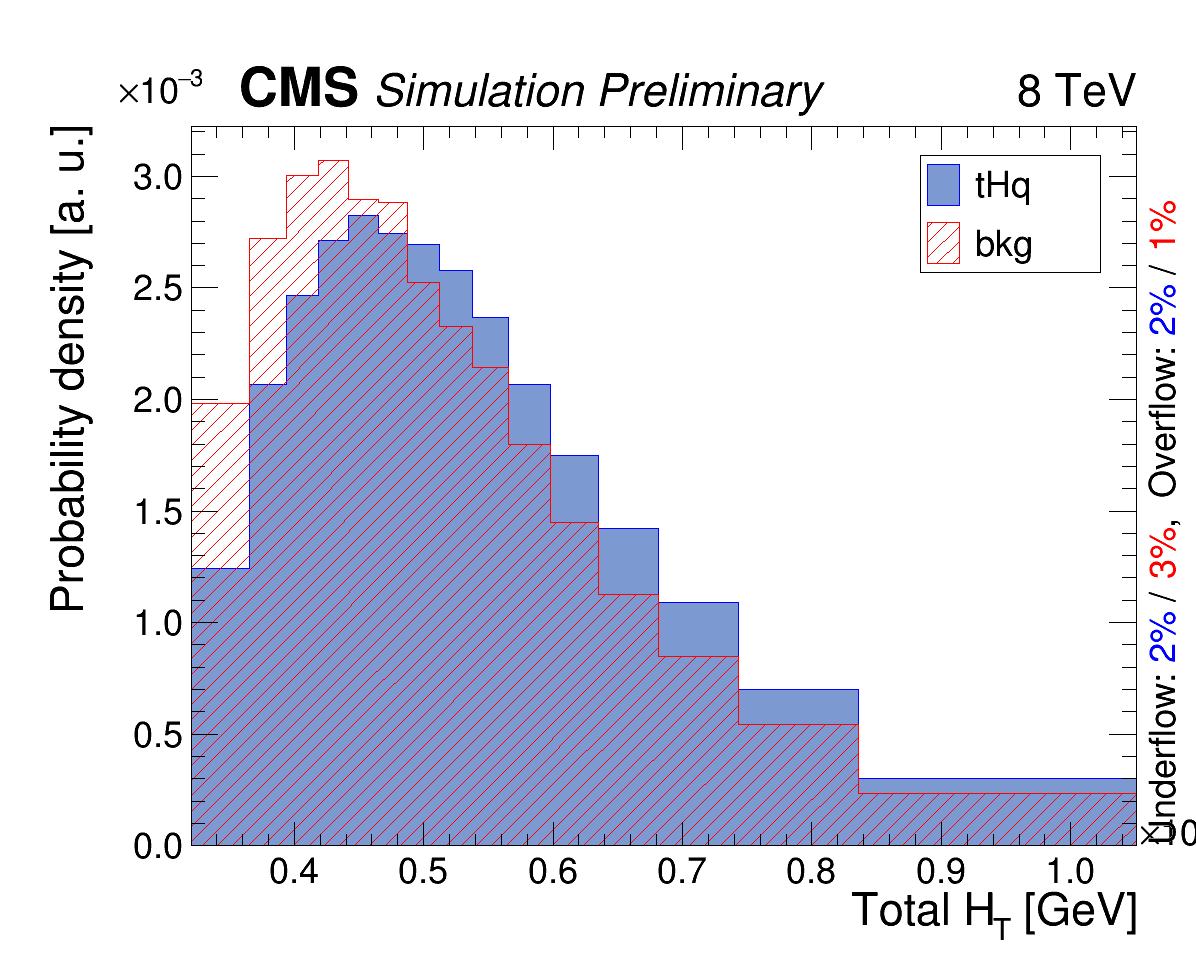 ×10⁻³ CMS Simulation Preliminary 8 TeV
Probability density [a. u.]
3.0
2.5
2.0
1.5
1.0
0.5
0.0
tHq
bkg
0.4 0.5 0.6 0.7 0.8 0.9 1.0
×10
Total H_T [GeV]
Underflow: 2% / 3%, Overflow: 2% / 1%